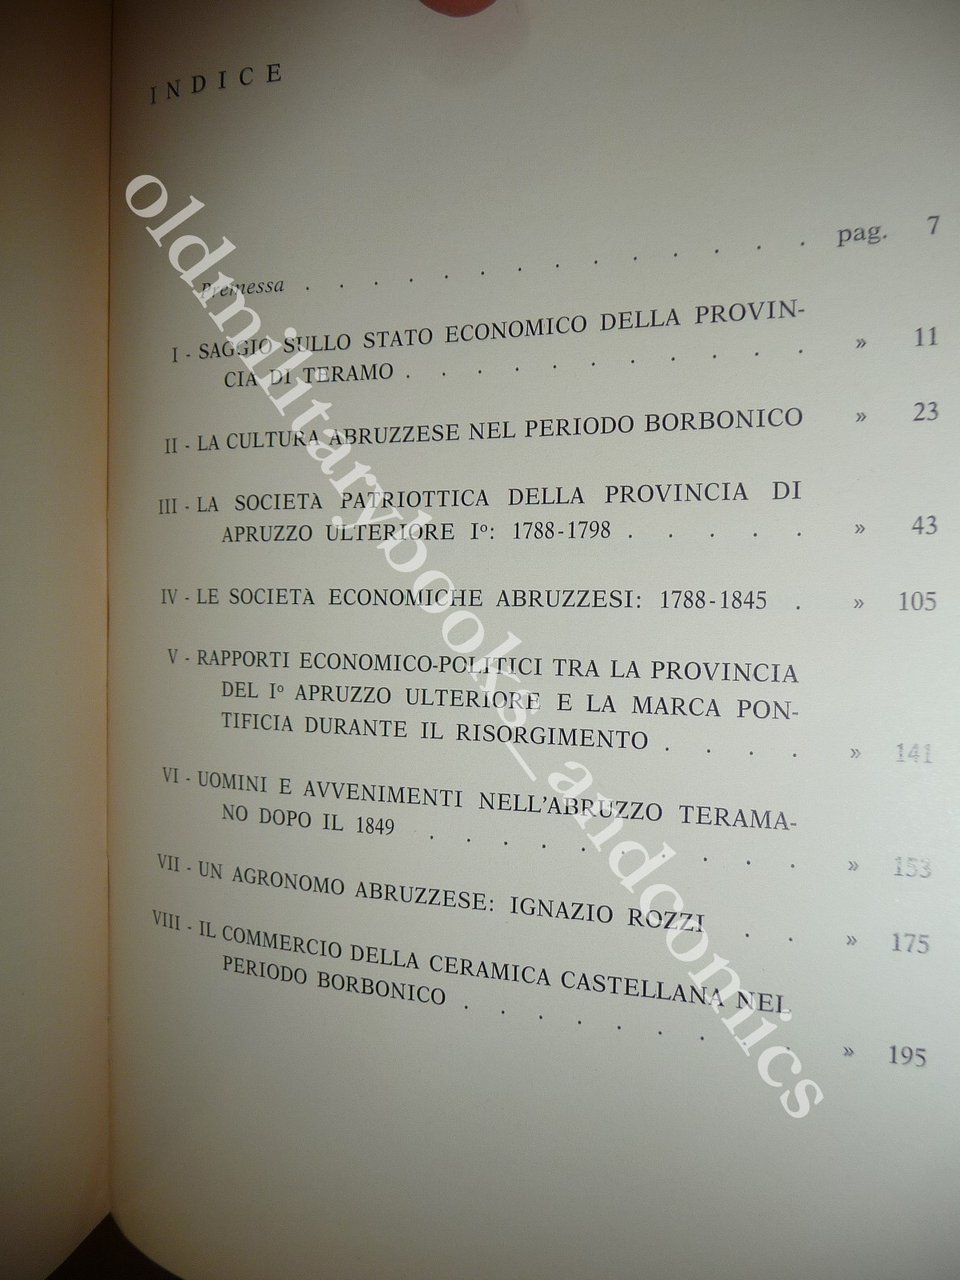 INDICE
Premessa . . . . . . . . . . . . . . pag. 7
I - SAGGIO SULLO STATO ECONOMICO DELLA PROVIN-
CIA DI TERAMO . . . . . . . . . . . » 11
II - LA CULTURA ABRUZZESE NEL PERIODO BORBONICO » 23
III - LA SOCIETÀ PATRIOTTICA DELLA PROVINCIA DI
APRUZZO ULTERIORE Iº: 1788-1798 . . . . . » 43
IV - LE SOCIETÀ ECONOMICHE ABRUZZESI: 1788-1845 . » 105
V - RAPPORTI ECONOMICO-POLITICI TRA LA PROVINCIA
DEL Iº APRUZZO ULTERIORE E LA MARCA PON-
TIFICIA DURANTE IL RISORGIMENTO . . . . » 141
VI - UOMINI E AVVENIMENTI NELL'ABRUZZO TERAMA-
NO DOPO IL 1849 . . . . . . . . . . » 153
VII - UN AGRONOMO ABRUZZESE: IGNAZIO ROZZI . . » 175
VIII - IL COMMERCIO DELLA CERAMICA CASTELLANA NEL
PERIODO BORBONICO . . . . . . . . . » 195
oldmilitarybooks_andcomics